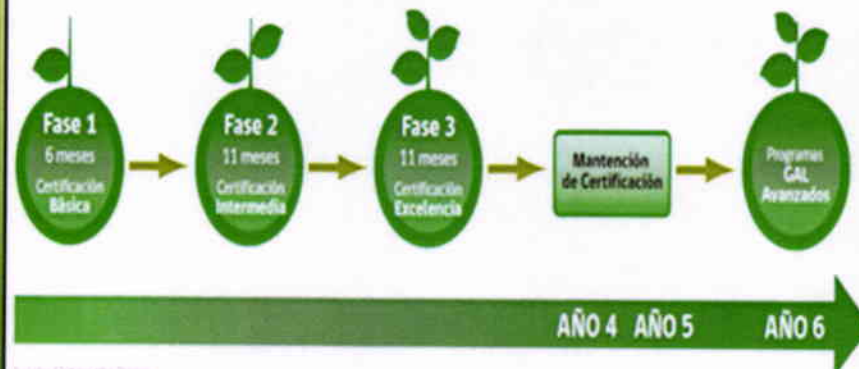 Fase 1
6 meses
Certificación
Básica
Fase 2
11 meses
Certificación
Intermedia
Fase 3
11 meses
Certificación
Excelencia
Mantención
de Certificación
Programas
GAL
Avanzados
AÑO 4 AÑO 5 AÑO 6